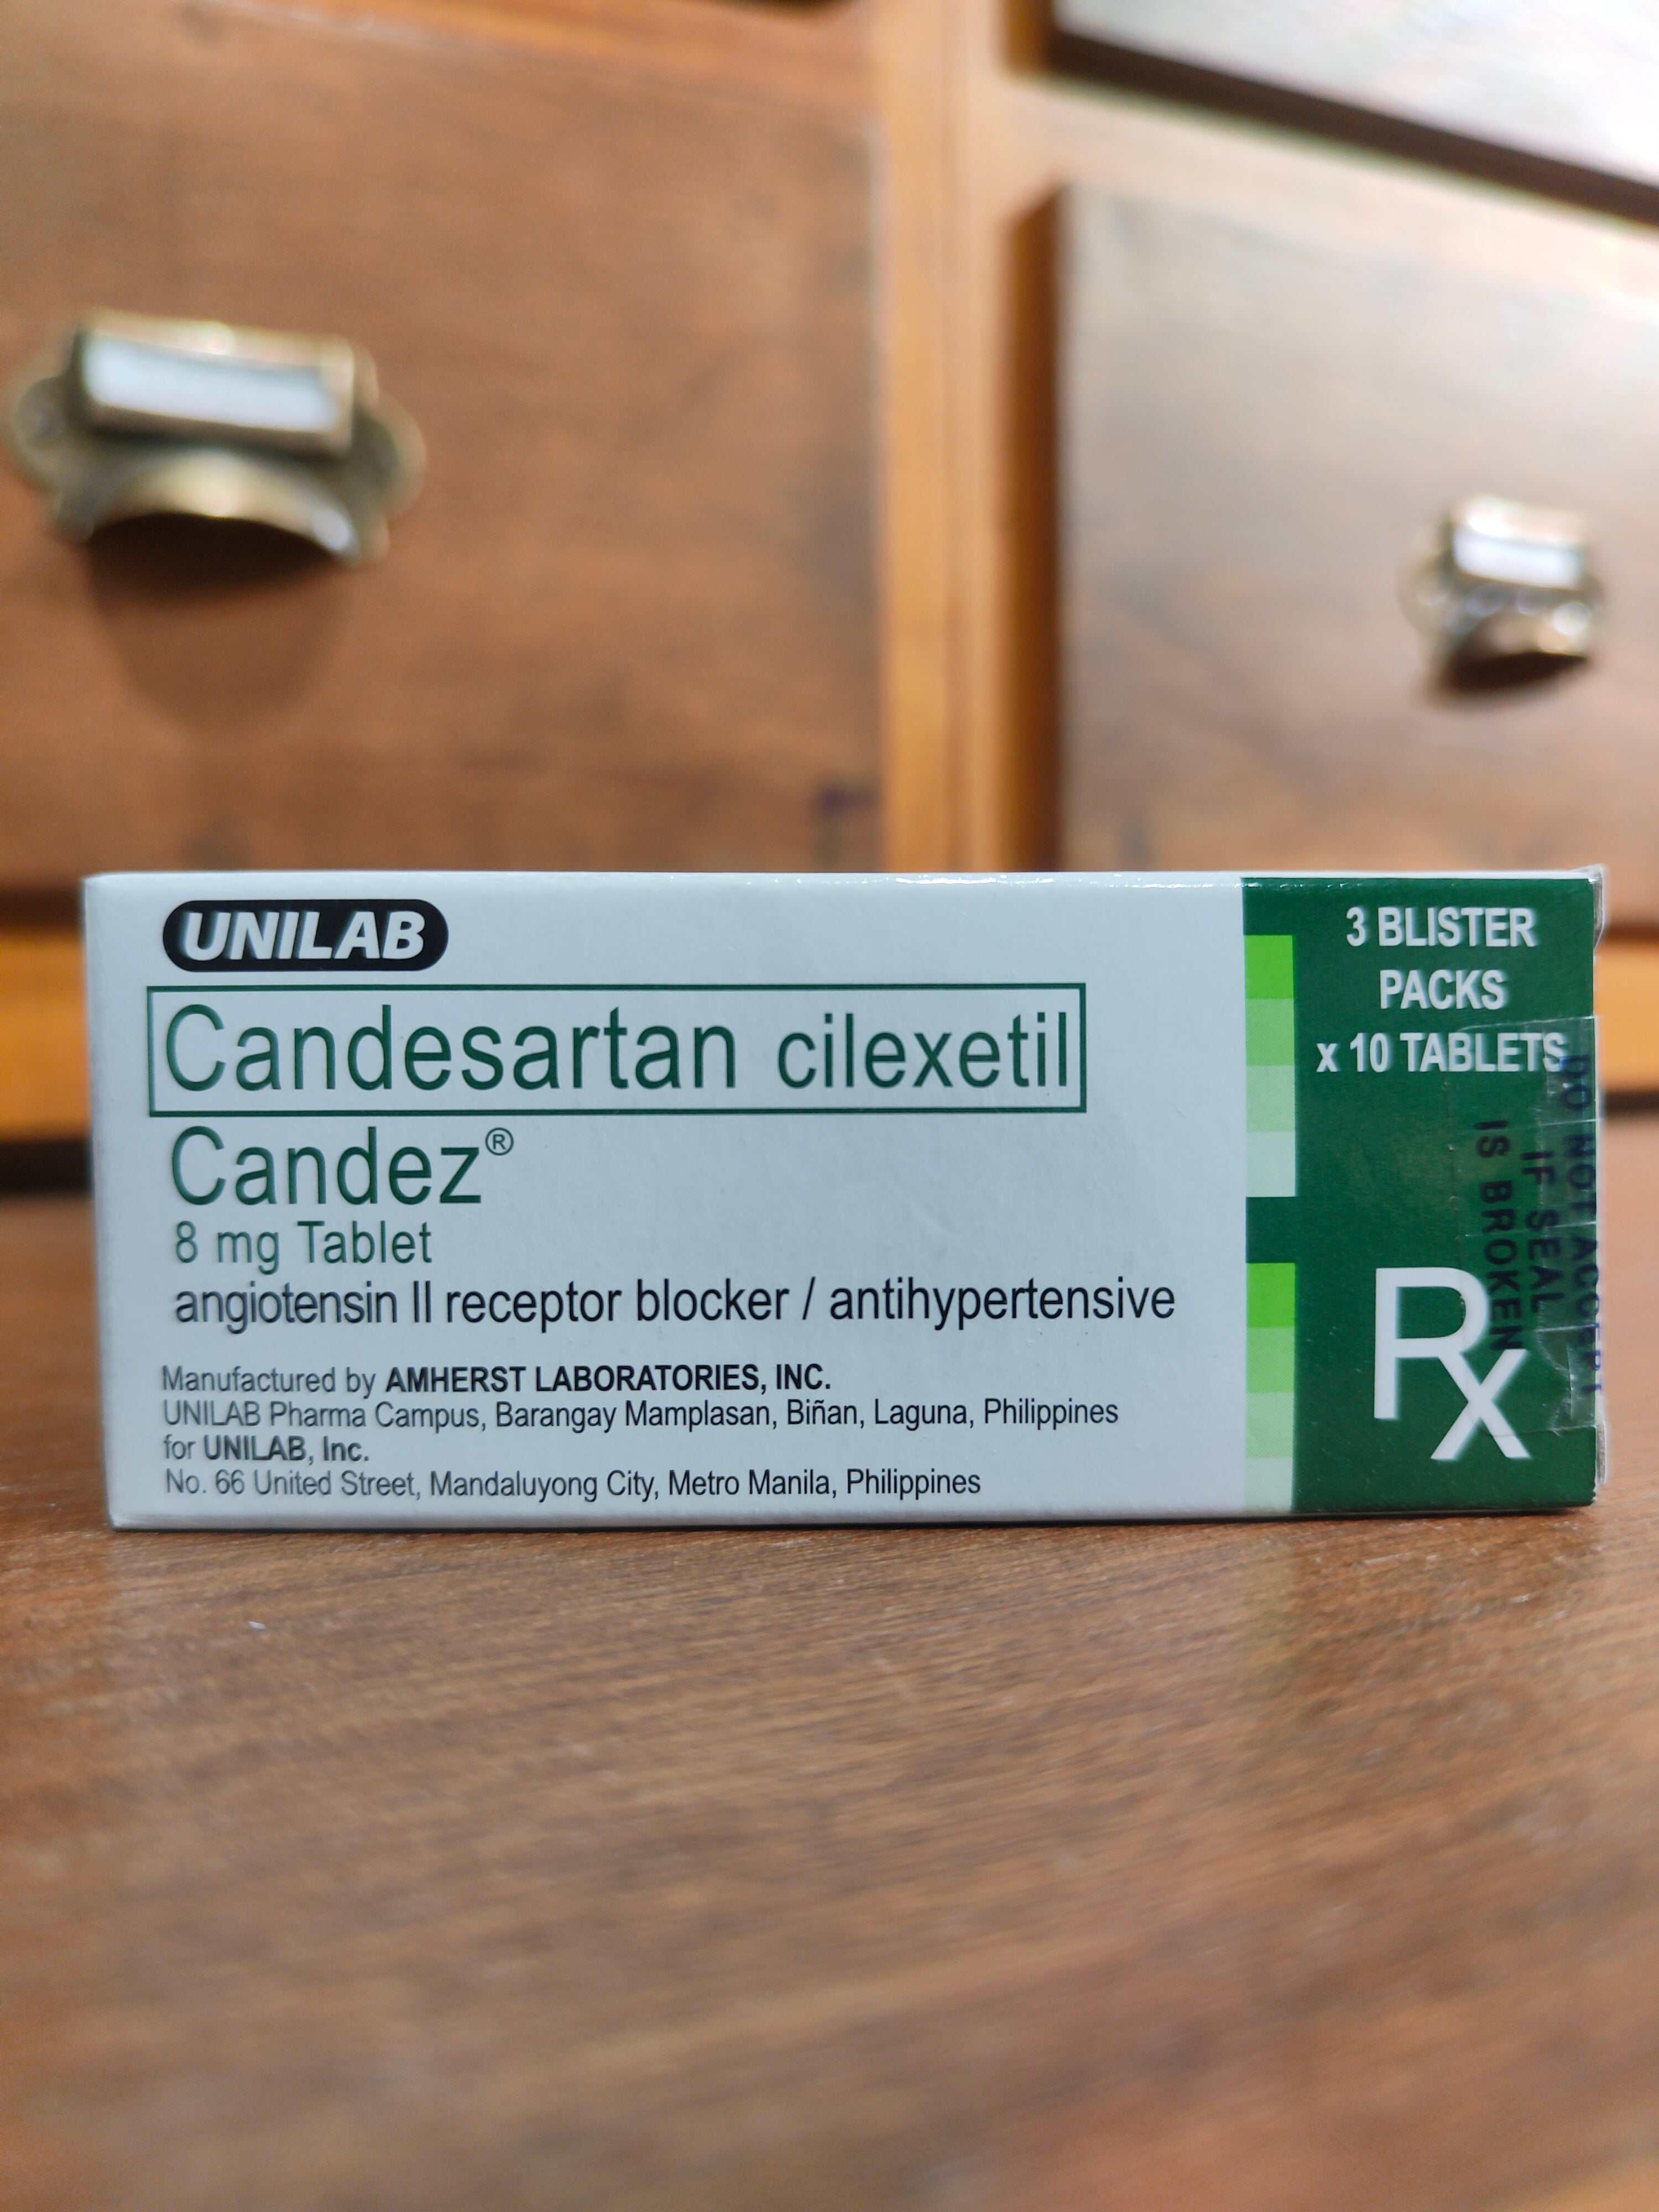 UNILAB
Candesartan cilexetil
Candez®
8 mg Tablet
angiotensin II receptor blocker / antihypertensive
Manufactured by AMHERST LABORATORIES, INC.
UNILAB Pharma Campus, Barangay Mamplasan, Biñan, Laguna, Philippines
for UNILAB, Inc.
No. 66 United Street, Mandaluyong City, Metro Manila, Philippines
3 BLISTER
PACKS
x 10 TABLETS
Rx
DO NOT ACCEPT
IF SEAL
IS BROKEN